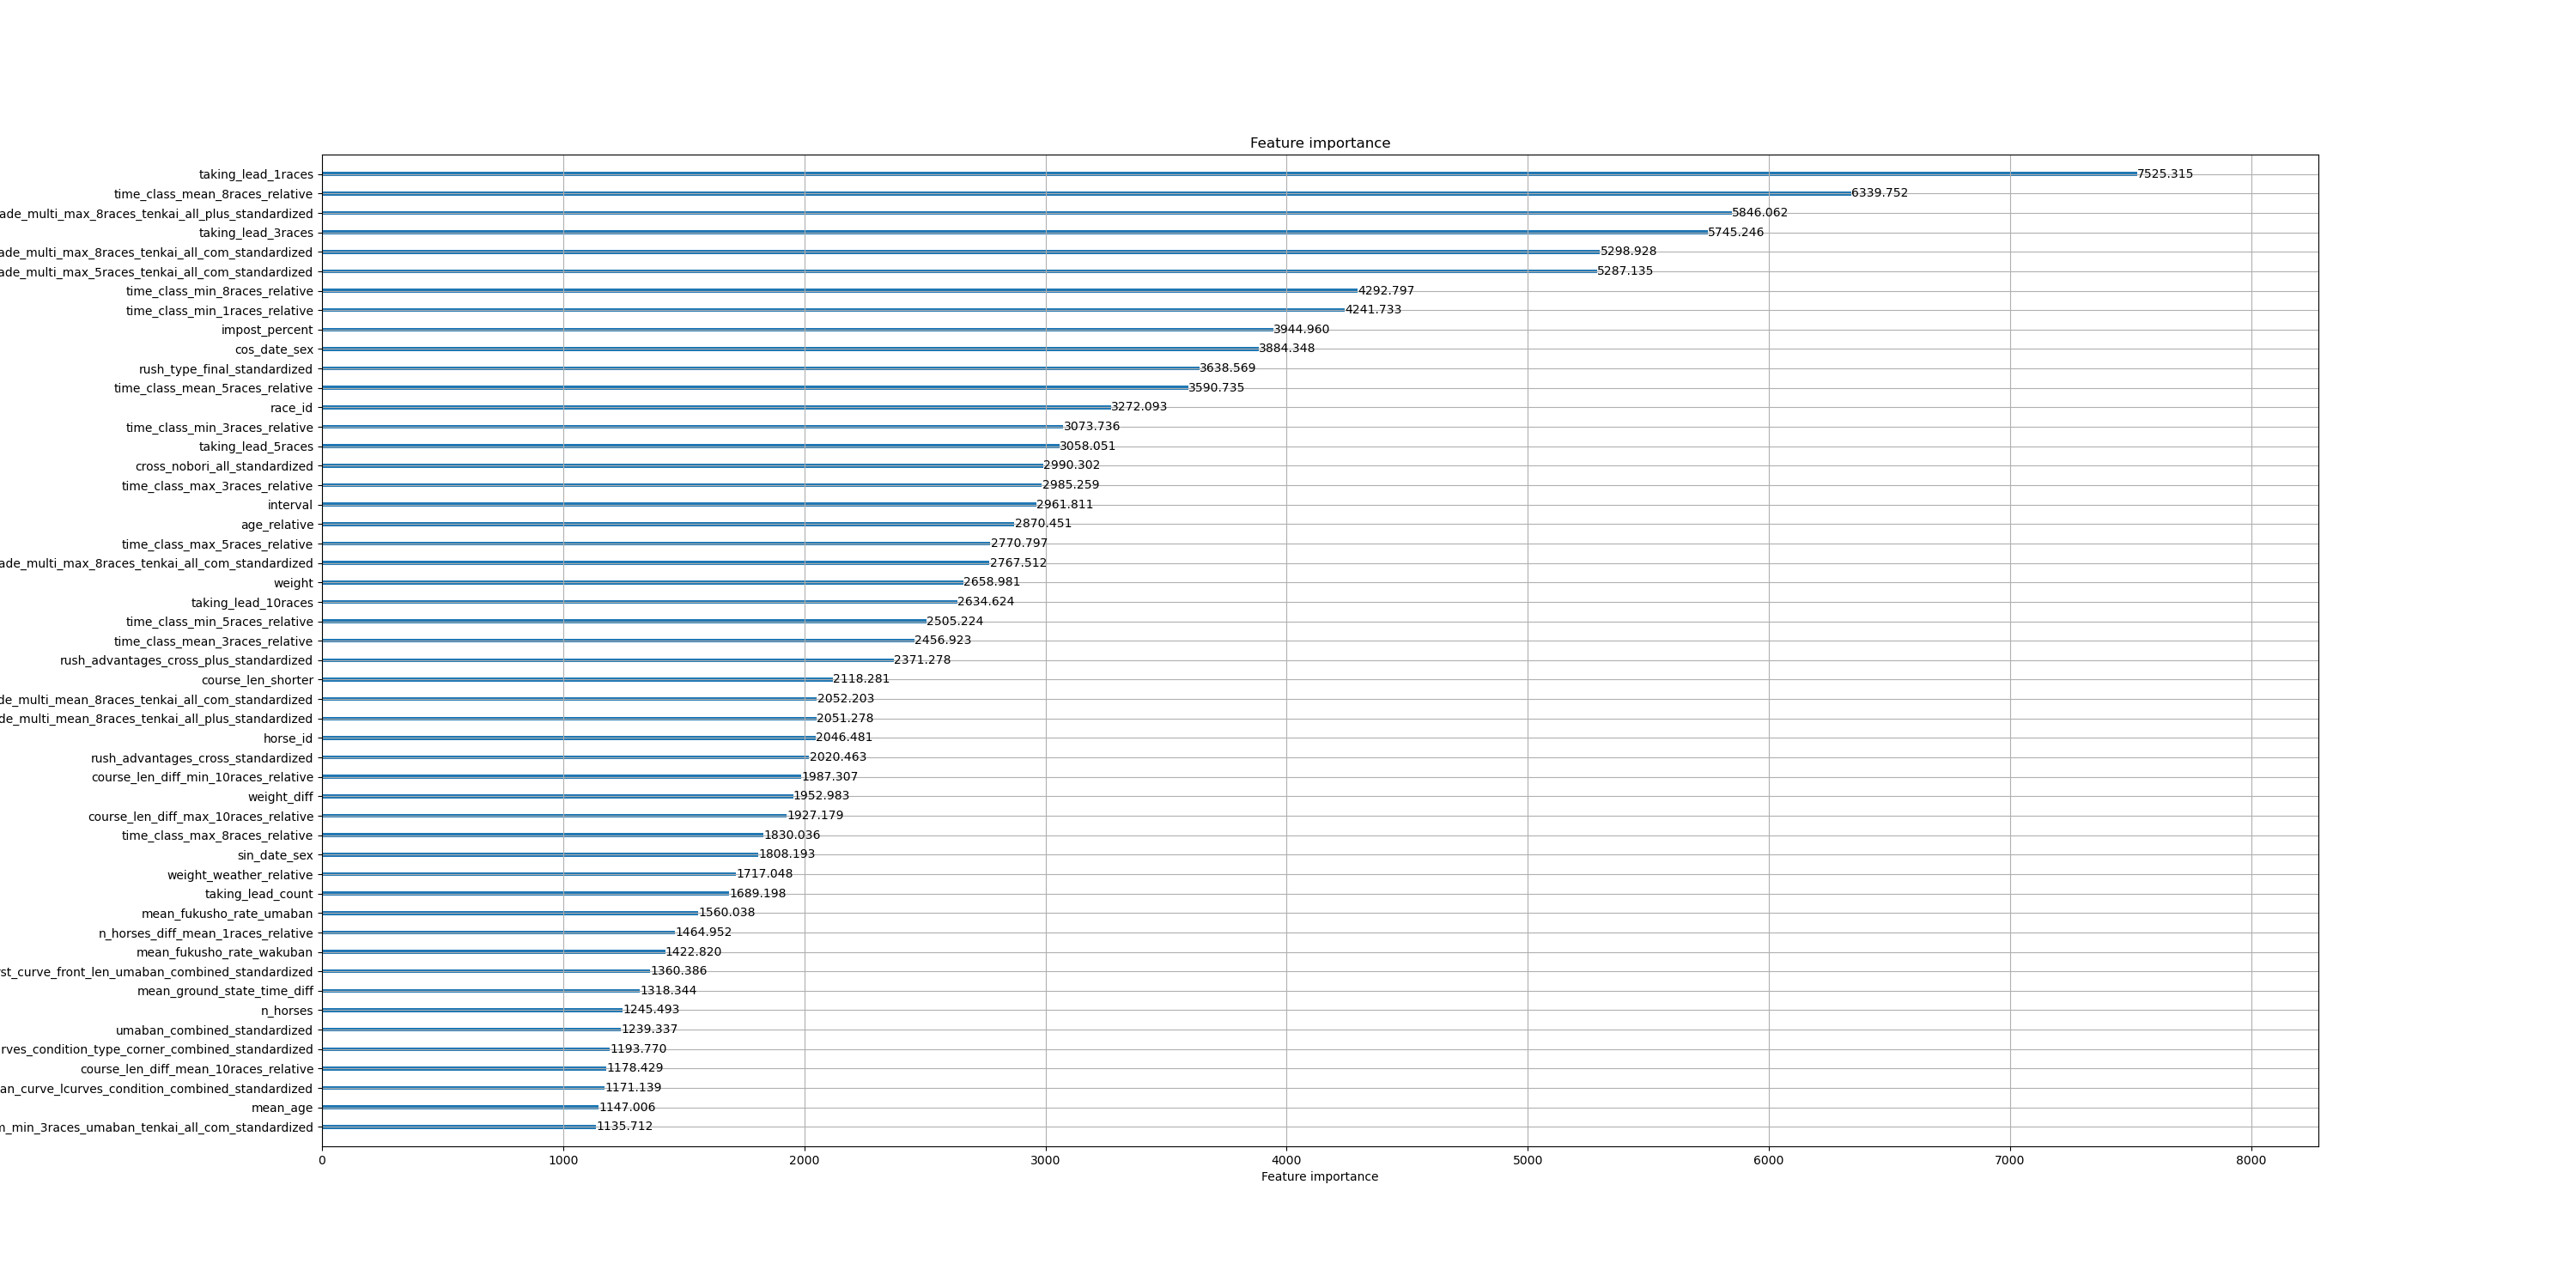 Feature importance
taking_lead_1races 7525.315
time_class_mean_8races_relative 6339.752
ade_multi_max_8races_tenkai_all_plus_standardized 5846.062
taking_lead_3races 5745.246
ade_multi_max_8races_tenkai_all_com_standardized 5298.928
ade_multi_max_5races_tenkai_all_com_standardized 5287.135
time_class_min_8races_relative 4292.797
time_class_min_1races_relative 4241.733
impost_percent 3944.960
cos_date_sex 3884.348
rush_type_final_standardized 3638.569
time_class_mean_5races_relative 3590.735
race_id 3272.093
time_class_min_3races_relative 3073.736
taking_lead_5races 3058.051
cross_nobori_all_standardized 2990.302
time_class_max_3races_relative 2985.259
interval 2961.811
age_relative 2870.451
time_class_max_5races_relative 2770.797
ade_multi_max_8races_tenkai_all_com_standardized 2767.512
weight 2658.981
taking_lead_10races 2634.624
time_class_min_5races_relative 2505.224
time_class_mean_3races_relative 2456.923
rush_advantages_cross_plus_standardized 2371.278
course_len_shorter 2118.281
de_multi_mean_8races_tenkai_all_com_standardized 2052.203
de_multi_mean_8races_tenkai_all_plus_standardized 2051.278
horse_id 2046.481
rush_advantages_cross_standardized 2020.463
course_len_diff_min_10races_relative 1987.307
weight_diff 1952.983
course_len_diff_max_10races_relative 1927.179
time_class_max_8races_relative 1830.036
sin_date_sex 1808.193
weight_weather_relative 1717.048
taking_lead_count 1689.198
mean_fukusho_rate_umaban 1560.038
n_horses_diff_mean_1races_relative 1464.952
mean_fukusho_rate_wakuban 1422.820
st_curve_front_len_umaban_combined_standardized 1360.386
mean_ground_state_time_diff 1318.344
n_horses 1245.493
umaban_combined_standardized 1239.337
rves_condition_type_corner_combined_standardized 1193.770
course_len_diff_mean_10races_relative 1178.429
an_curve_lcurves_condition_combined_standardized 1171.139
mean_age 1147.006
_min_3races_umaban_tenkai_all_com_standardized 1135.712
0 1000 2000 3000 4000 5000 6000 7000 8000
Feature importance